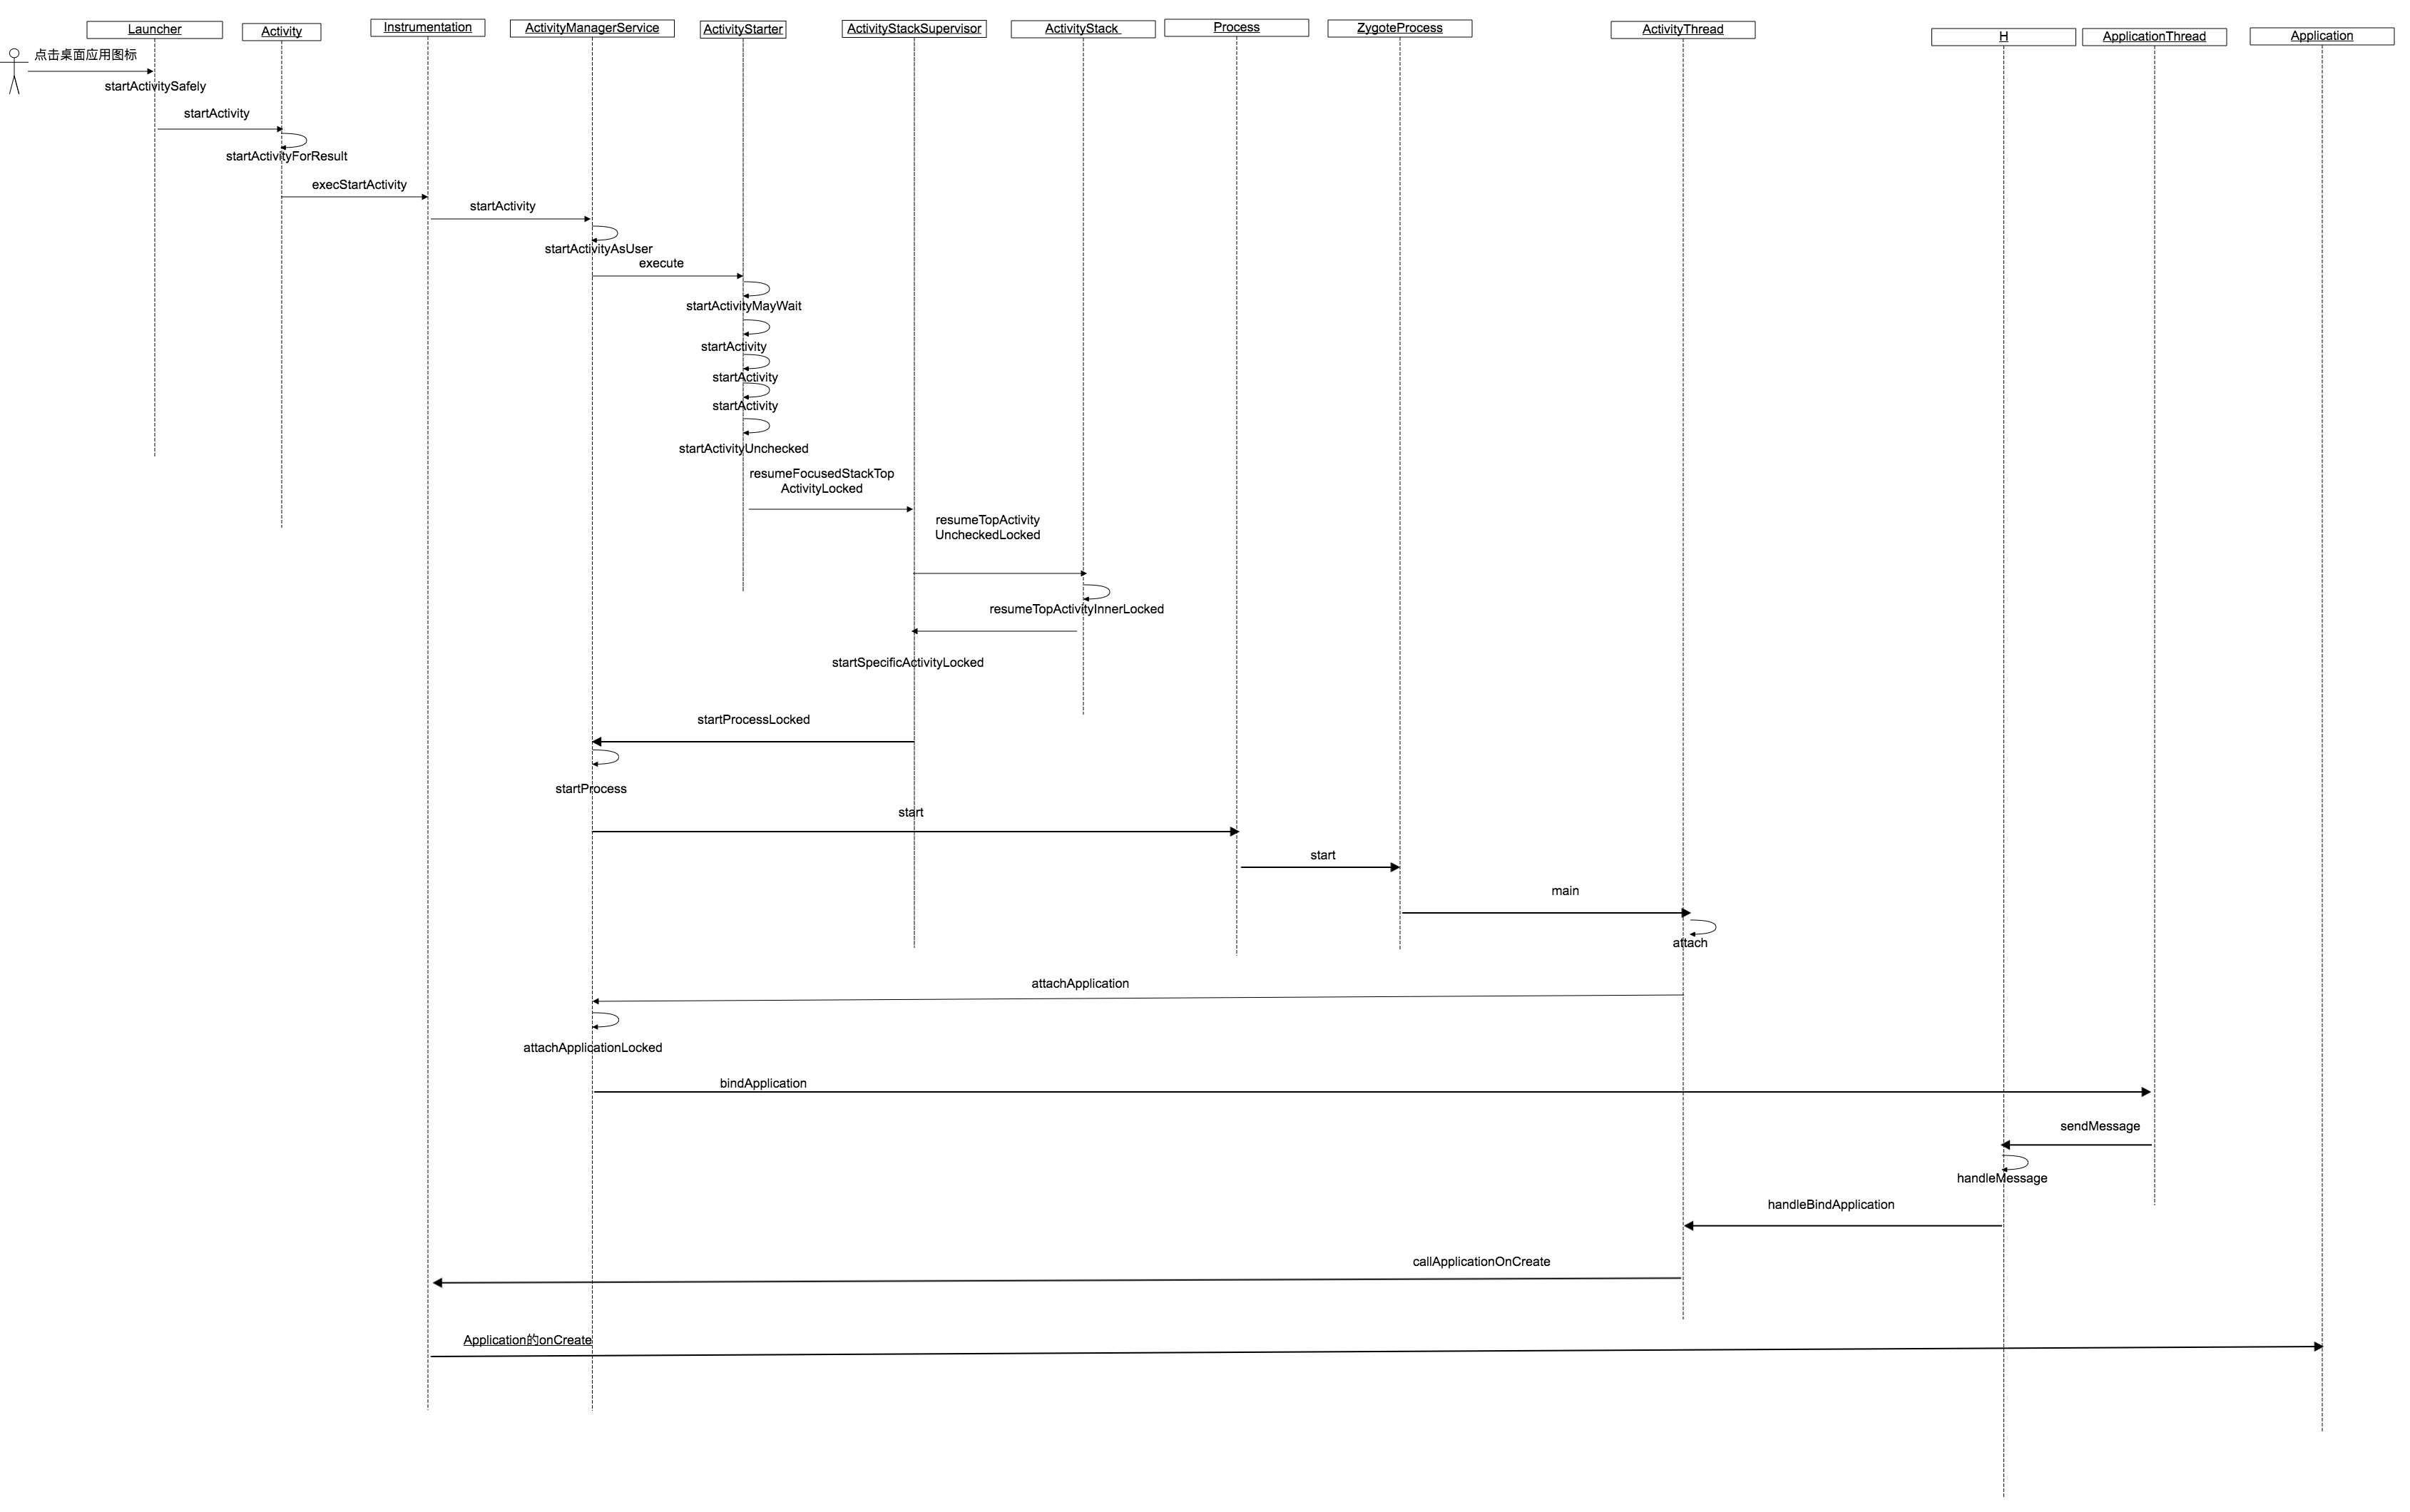 Launcher
Activity
Instrumentation
ActivityManagerService
ActivityStarter
ActivityStackSupervisor
ActivityStack
Process
ZygoteProcess
ActivityThread
H
ApplicationThread
Application
点击桌面应用图标
startActivitySafely
startActivity
startActivityForResult
execStartActivity
startActivity
startActivityAsUser
execute
startActivityMayWait
startActivity
startActivity
startActivity
startActivityUnchecked
resumeFocusedStackTop
ActivityLocked
resumeTopActivity
UncheckedLocked
resumeTopActivityInnerLocked
startSpecificActivityLocked
startProcessLocked
startProcess
start
start
main
attach
attachApplication
attachApplicationLocked
bindApplication
sendMessage
handleMessage
handleBindApplication
callApplicationOnCreate
Application的onCreate